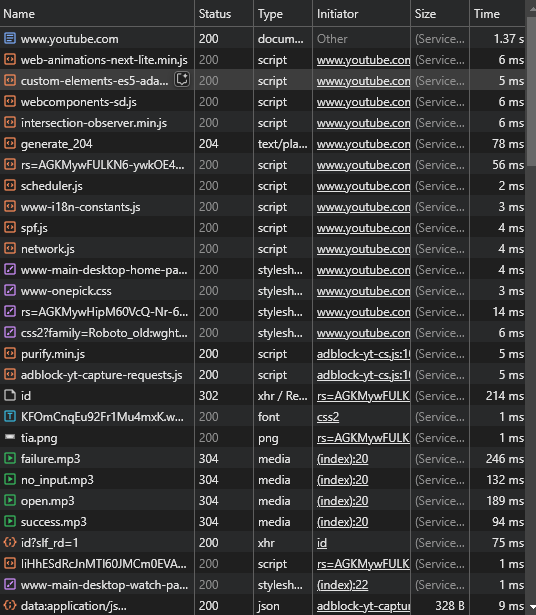 Name Status Type Initiator Size Time
www.youtube.com 200 docum... Other (Service... 1.37 s
web-animations-next-lite.min.js 200 script www.youtube.com (Service... 6 ms
custom-elements-es5-ada... 200 script www.youtube.com (Service... 5 ms
webcomponents-sd.js 200 script www.youtube.com (Service... 6 ms
intersection-observer.min.js 200 script www.youtube.com (Service... 6 ms
generate_204 204 text/pla... www.youtube.com (Service... 78 ms
rs=AGKMywFULKN6-ywkOE4... 200 script www.youtube.com (Service... 56 ms
scheduler.js 200 script www.youtube.com (Service... 2 ms
www-i18n-constants.js 200 script www.youtube.com (Service... 3 ms
spf.js 200 script www.youtube.com (Service... 4 ms
network.js 200 script www.youtube.com (Service... 4 ms
www-main-desktop-home-pa... 200 stylesh... www.youtube.com (Service... 4 ms
www-onepick.css 200 stylesh... www.youtube.com (Service... 3 ms
rs=AGKMywHipM60VcQ-Nr-6... 200 stylesh... www.youtube.com (Service... 14 ms
css2?family=Roboto_old:wght... 200 stylesh... www.youtube.com (Service... 6 ms
purify.min.js 200 script adblock-yt-cs.js:10 (Service... 5 ms
adblock-yt-capture-requests.js 200 script adblock-yt-cs.js:10 (Service... 5 ms
id 302 xhr / Re... rs=AGKMywFULK (Service... 214 ms
KFOmCnqEu92Fr1Mu4mxK.w... 200 font css2 (Service... 1 ms
tia.png 200 png rs=AGKMywFULK (Service... 1 ms
failure.mp3 304 media (index):20 (Service... 246 ms
no_input.mp3 304 media (index):20 (Service... 132 ms
open.mp3 304 media (index):20 (Service... 189 ms
success.mp3 304 media (index):20 (Service... 94 ms
id?slf_rd=1 200 xhr id (Service... 75 ms
liHhESdRcJnMTI60JMCm0EVA... 200 script rs=AGKMywFULK (Service... 1 ms
www-main-desktop-watch-pa... 200 stylesh... (index):22 (Service... 1 ms
data:application/js... 200 json adblock-yt-captur 328 B 9 ms